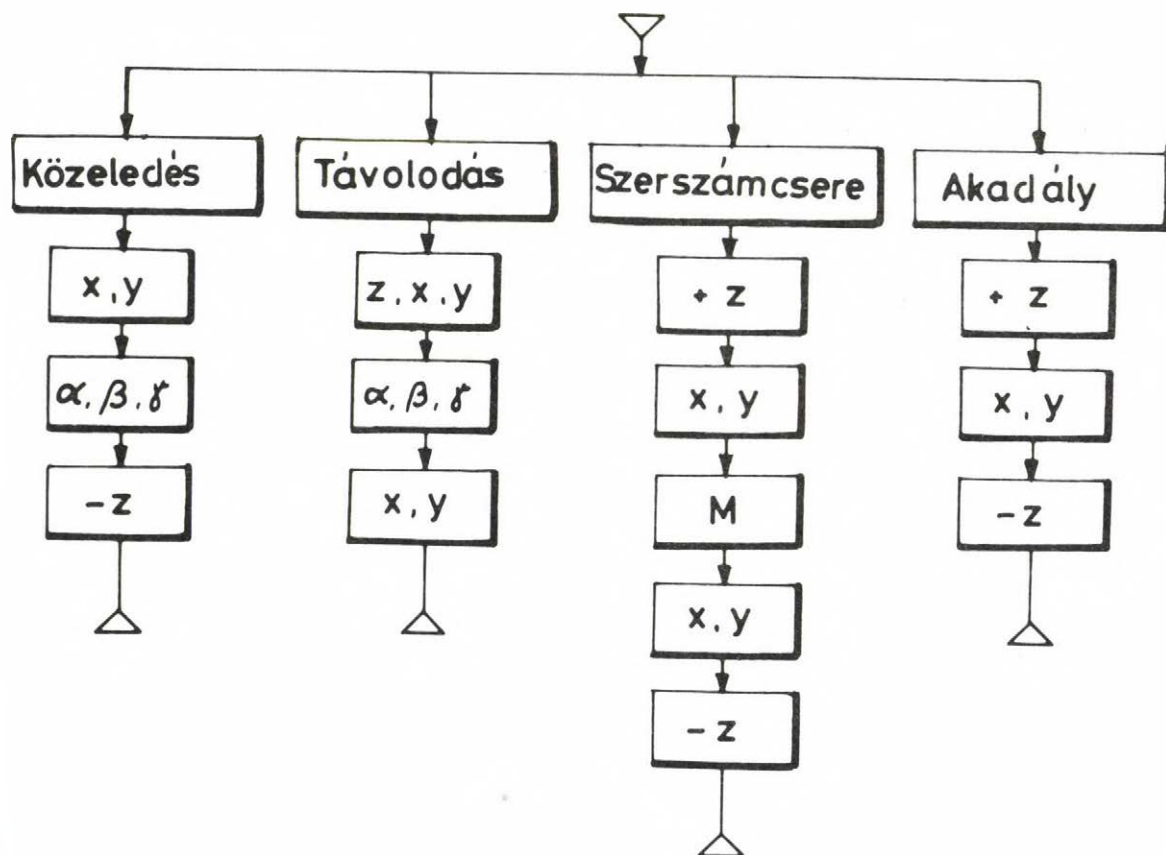 Közeledés
x, y
α, β, γ
- z
Távolodás
z, x, y
α, β, γ
x, y
Szerszámcsere
+ z
x, y
M
x, y
- z
Akadály
+ z
x, y
- z